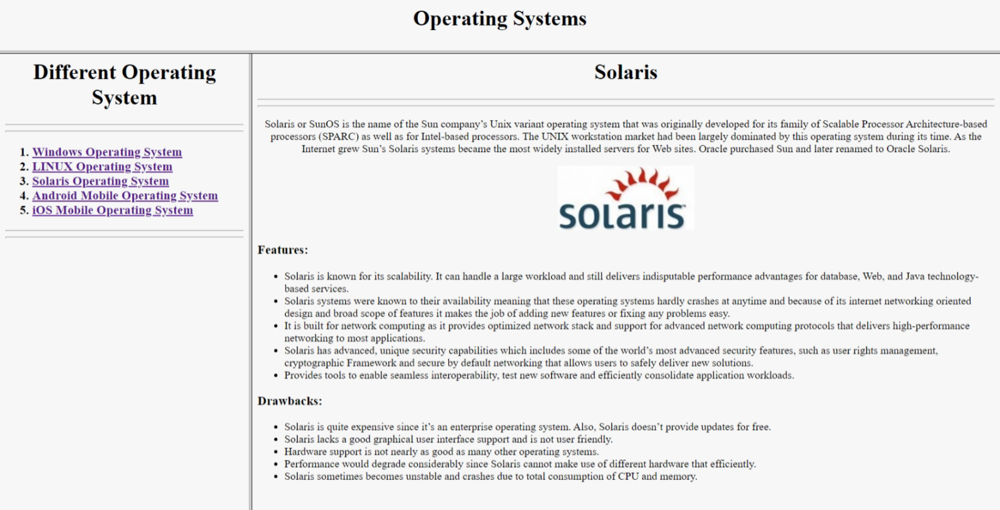 Operating Systems
Different Operating
System
1. Windows Operating System
2. LINUX Operating System
3. Solaris Operating System
4. Android Mobile Operating System
5. iOS Mobile Operating System
Solaris
Solaris or SunOS is the name of the Sun company’s Unix variant operating system that was originally developed for its family of Scalable Processor Architecture-based
processors (SPARC) as well as for Intel-based processors. The UNIX workstation market had been largely dominated by this operating system during its time. As the
Internet grew Sun’s Solaris systems became the most widely installed servers for Web sites. Oracle purchased Sun and later renamed to Oracle Solaris.
solaris™
Features:
• Solaris is known for its scalability. It can handle a large workload and still delivers indisputable performance advantages for database, Web, and Java technology-
based services.
• Solaris systems were known to their availability meaning that these operating systems hardly crashes at anytime and because of its internet networking oriented
design and broad scope of features it makes the job of adding new features or fixing any problems easy.
• It is built for network computing as it provides optimized network stack and support for advanced network computing protocols that delivers high-performance
networking to most applications.
• Solaris has advanced, unique security capabilities which includes some of the world’s most advanced security features, such as user rights management,
cryptographic Framework and secure by default networking that allows users to safely deliver new solutions.
• Provides tools to enable seamless interoperability, test new software and efficiently consolidate application workloads.
Drawbacks:
• Solaris is quite expensive since it’s an enterprise operating system. Also, Solaris doesn’t provide updates for free.
• Solaris lacks a good graphical user interface support and is not user friendly.
• Hardware support is not nearly as good as many other operating systems.
• Performance would degrade considerably since Solaris cannot make use of different hardware that efficiently.
• Solaris sometimes becomes unstable and crashes due to total consumption of CPU and memory.